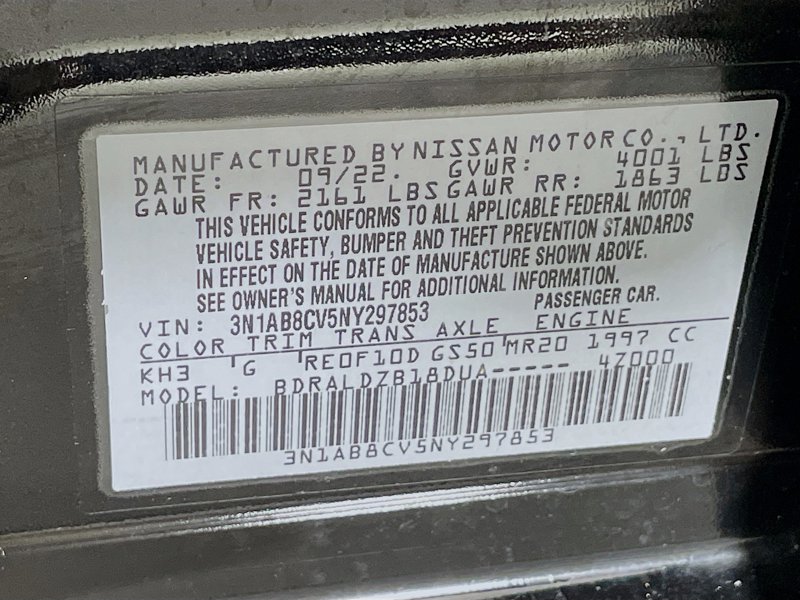 MANUFACTURED BY NISSAN MOTOR CO., LTD.
DATE: 09/22. GVWR: 4001 LBS
GAWR FR: 2161 LBS GAWR RR: 1863 LBS
THIS VEHICLE CONFORMS TO ALL APPLICABLE FEDERAL MOTOR
VEHICLE SAFETY, BUMPER AND THEFT PREVENTION STANDARDS
IN EFFECT ON THE DATE OF MANUFACTURE SHOWN ABOVE.
SEE OWNER'S MANUAL FOR ADDITIONAL INFORMATION.
VIN: 3N1AB8CV5NY297853 PASSENGER CAR.
COLOR TRIM TRANS AXLE ENGINE
KH3 G RE0F10D GS50 MR20 1997 CC
MODEL: BDRALDZB18DUA----- 4Z000
3N1AB8CV5NY297853